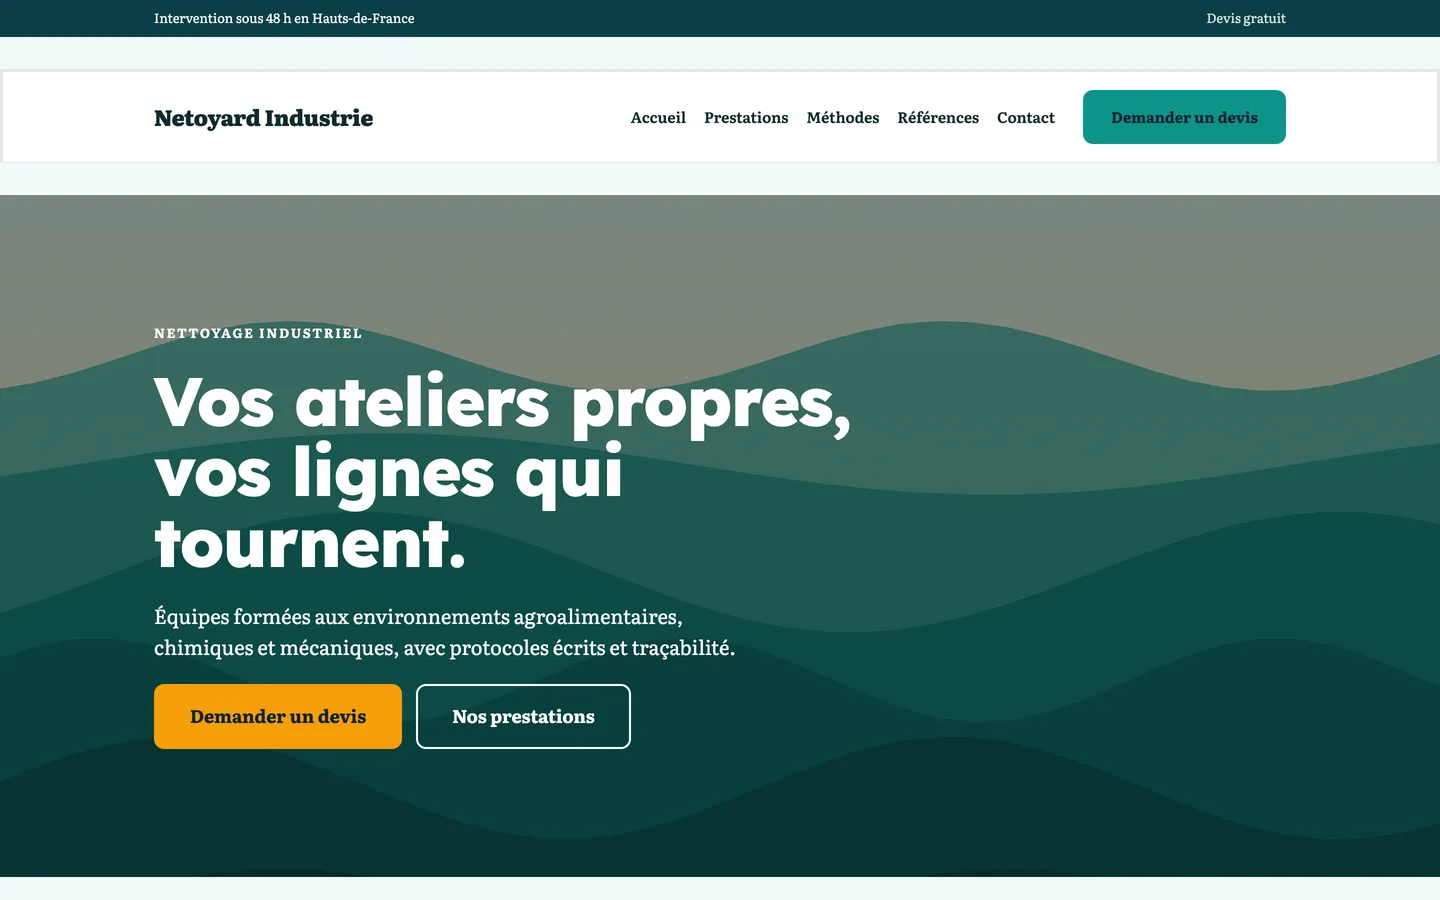 Intervention sous 48 h en Hauts-de-France
Devis gratuit
Netoyard Industrie
Accueil
Prestations
Méthodes
Références
Contact
Demander un devis
NETTOYAGE INDUSTRIEL
Vos ateliers propres,
vos lignes qui
tournent.
Équipes formées aux environnements agroalimentaires,
chimiques et mécaniques, avec protocoles écrits et traçabilité.
Demander un devis
Nos prestations